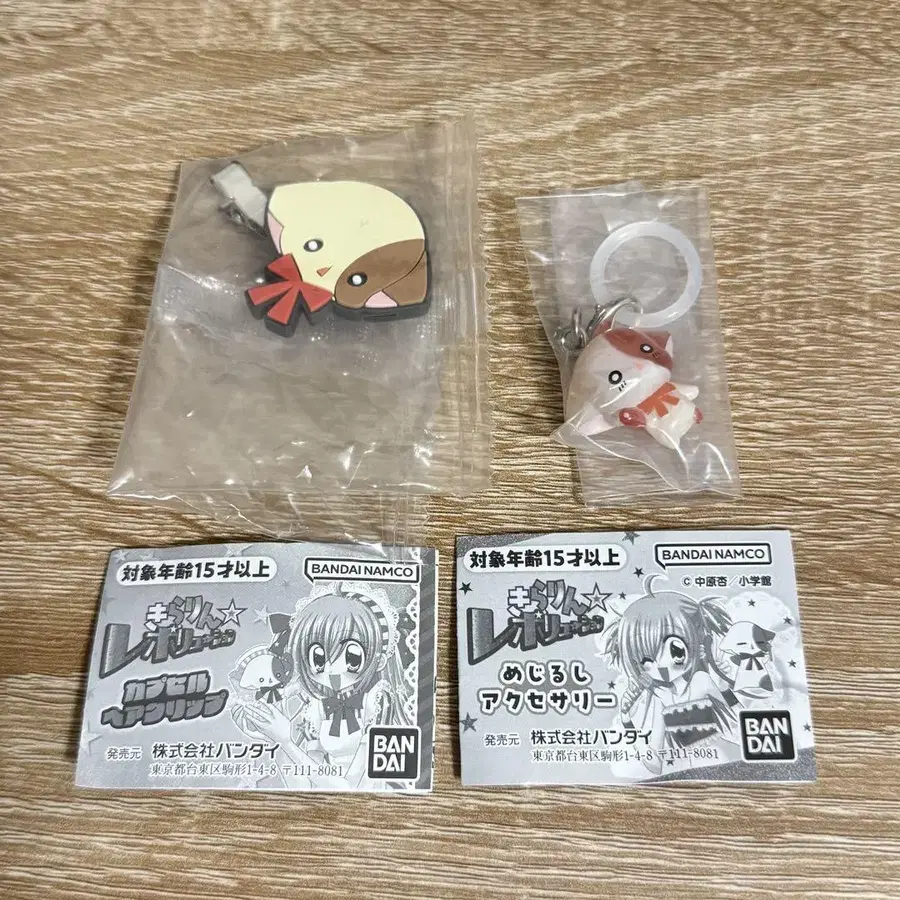 対象年齢15才以上
BANDAI NAMCO
きらりん☆
レボリューション
カプセル
ヘアクリップ
発売元 株式会社バンダイ
東京都台東区駒形1-4-8 〒111-8081
BAN
DAI
対象年齢15才以上
BANDAI NAMCO
© 中原杏／小学館
きらりん☆
レボリューション
めじるし
アクセサリー
発売元 株式会社バンダイ
東京都台東区駒形1-4-8 〒111-8081
BAN
DAI